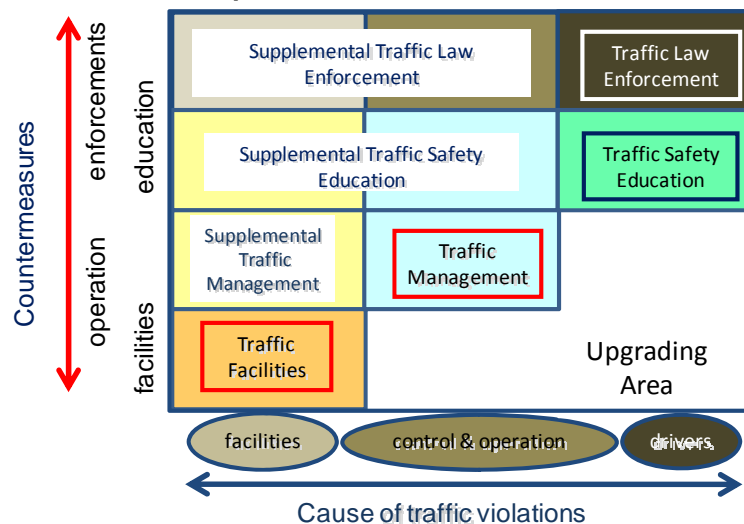 Supplemental Traffic Law
Enforcement
Traffic Law
Enforcement
Supplemental Traffic Safety
Education
Traffic Safety
Education
Supplemental
Traffic
Management
Traffic
Management
Traffic
Facilities
Upgrading
Area
Countermeasures
enforcements
education
operation
facilities
facilities
control & operation
drivers
Cause of traffic violations